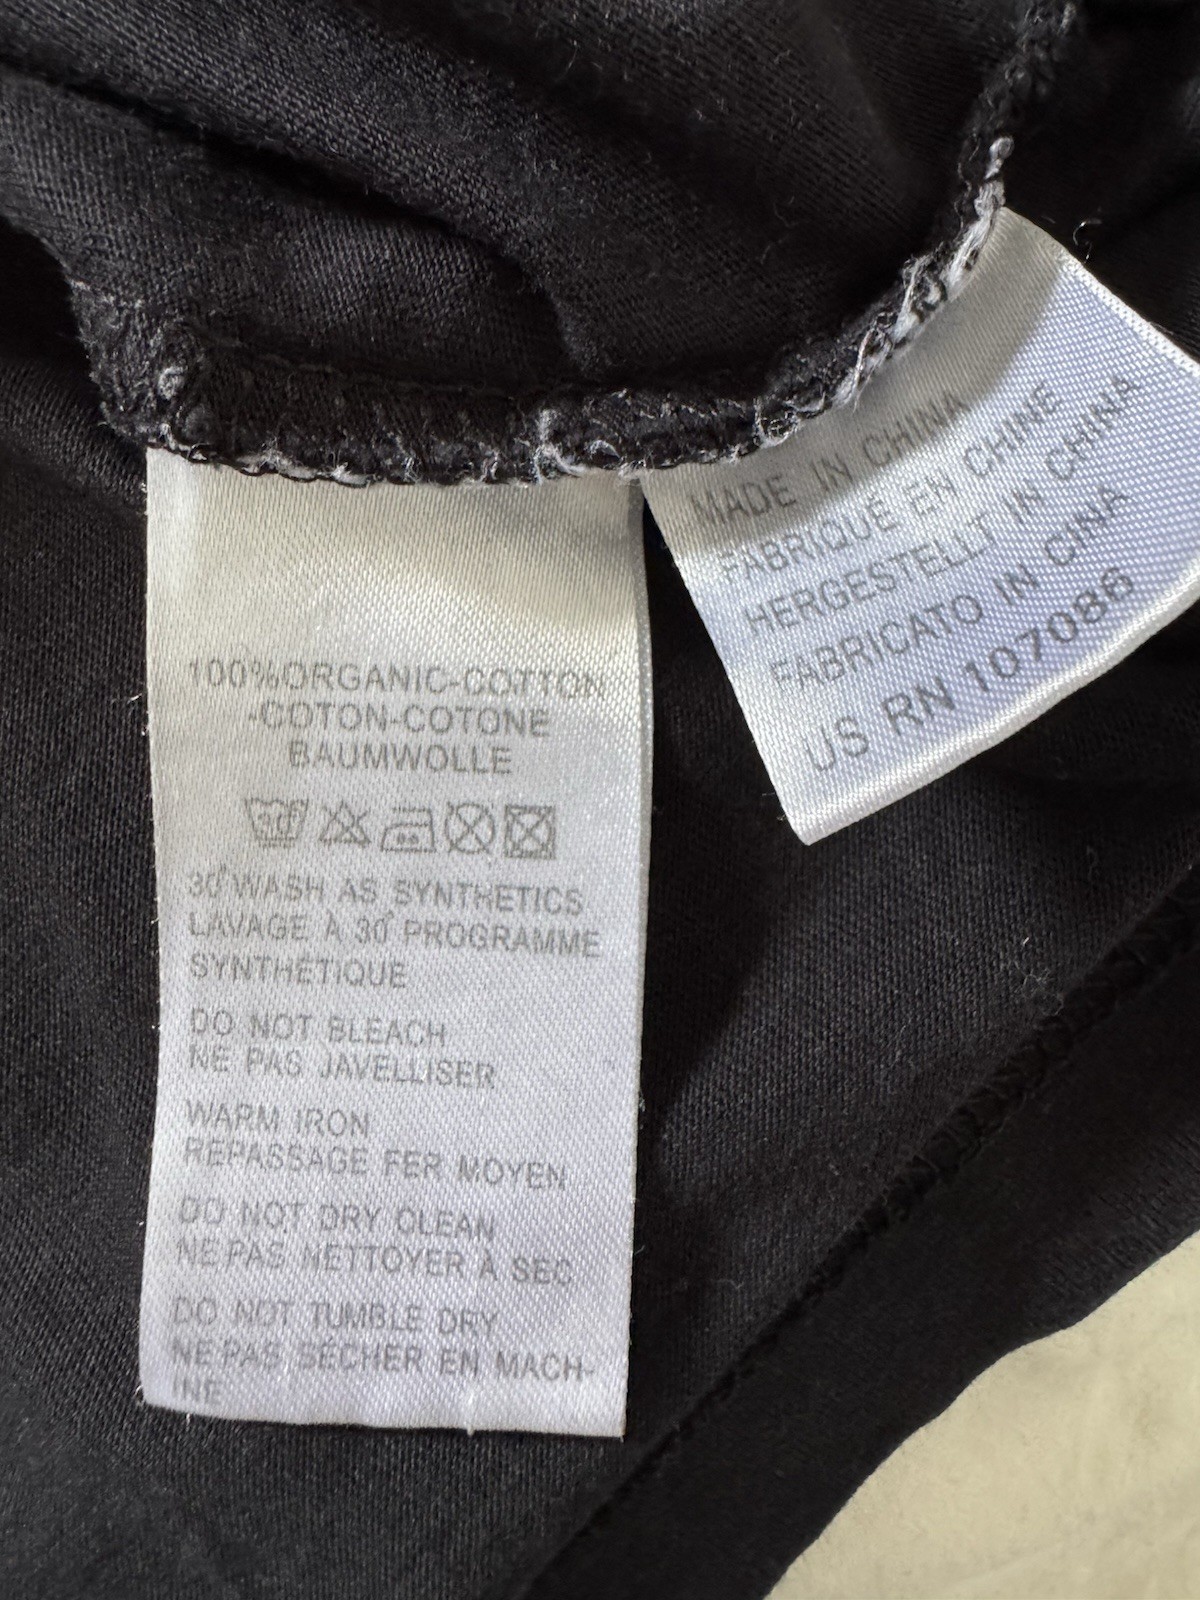 100%ORGANIC-COTTON
-COTON-COTONE
BAUMWOLLE
30
30°WASH AS SYNTHETICS
LAVAGE À 30° PROGRAMME
SYNTHÉTIQUE
DO NOT BLEACH
NE PAS JAVELLISER
WARM IRON
REPASSAGE FER MOYEN
DO NOT DRY CLEAN
NE PAS NETTOYER À SEC
DO NOT TUMBLE DRY
NE PAS SÉCHER EN MACH-
INE
MADE IN CHINA
FABRIQUÉ EN CHINE
HERGESTELLT IN CHINA
FABRICATO IN CINA
US RN 107086